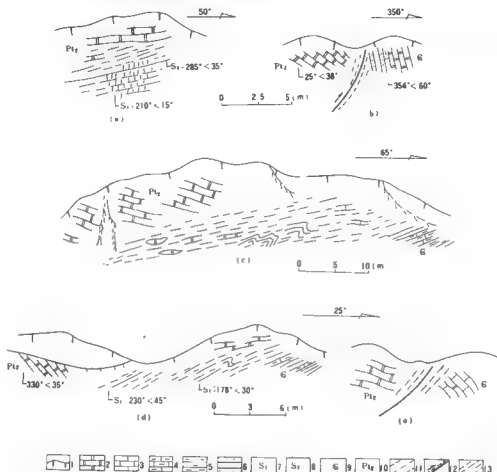 50°
350°
Pt₂
S₁-285°<35°
S₁-210°<15°
(a)
0 2 5 5 (m)
Pt₂
25°<38°
Є
354°<60°
b)
65°
Pt₂
Є
0 5 10 (m
(c)
25°
330°<35°
Pt₂
S₁ 230°<45°
S₁ 178°<30°
Є
(d)
0 3 6 (m)
Pt₂
Є
(e)
1 2 3 4 5 6 S₁ 7 S₂ 8 Є 9 Pt₂ 10 11 12 13